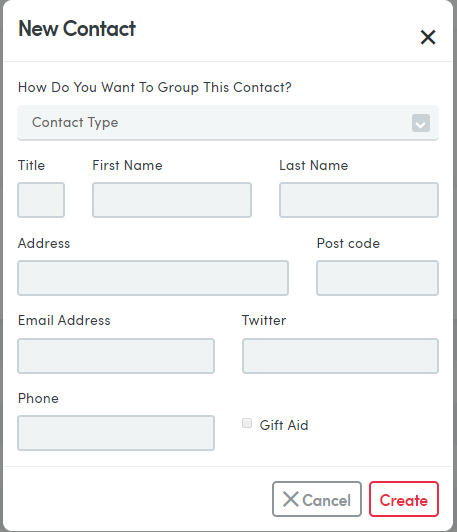 New Contact
How Do You Want To Group This Contact?
Contact Type
Title First Name Last Name
Address Post code
Email Address Twitter
Phone
Gift Aid
Cancel Create